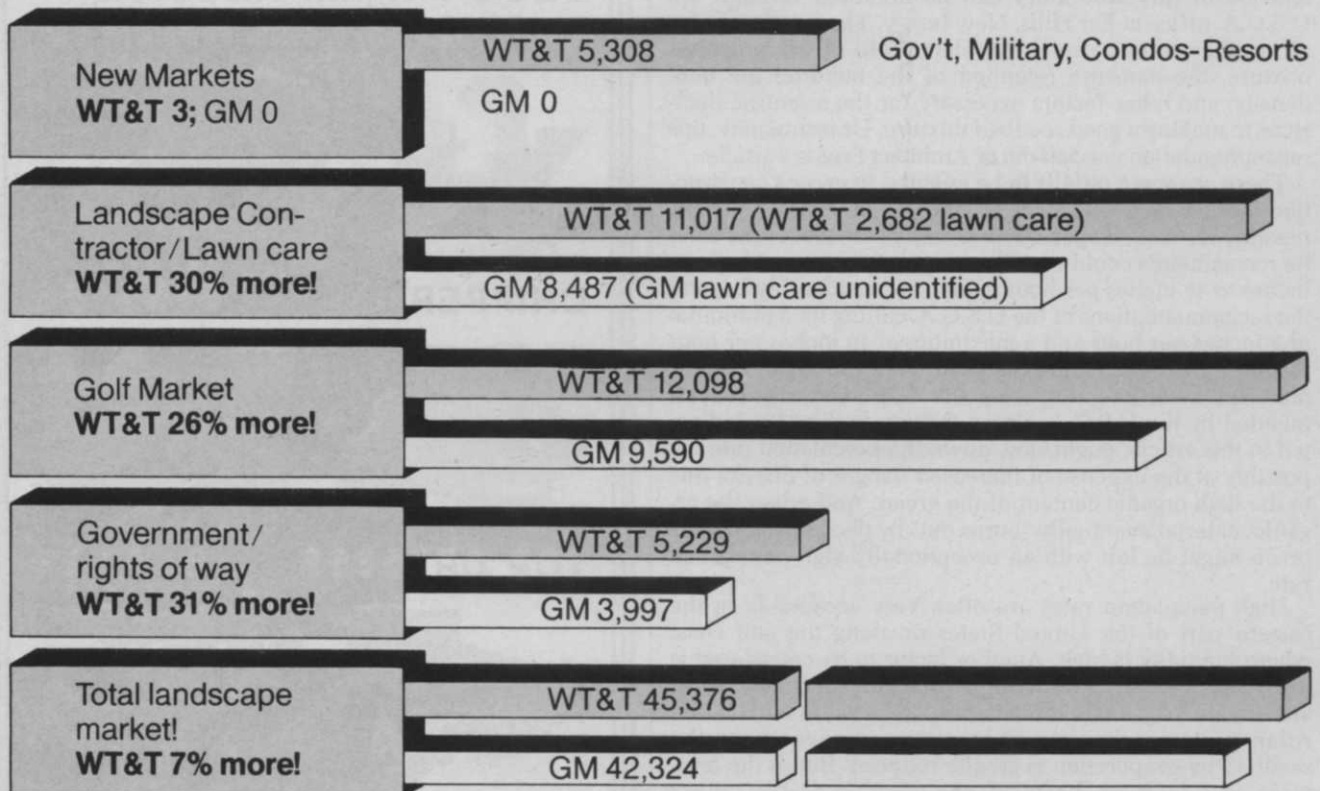 New Markets
WT&T 3; GM 0
WT&T 5,308
Gov't, Military, Condos-Resorts
GM 0
Landscape Con-
tractor/Lawn care
WT&T 30% more!
WT&T 11,017 (WT&T 2,682 lawn care)
GM 8,487 (GM lawn care unidentified)
Golf Market
WT&T 26% more!
WT&T 12,098
GM 9,590
Government/
rights of way
WT&T 31% more!
WT&T 5,229
GM 3,997
Total landscape
market!
WT&T 7% more!
WT&T 45,376
GM 42,324